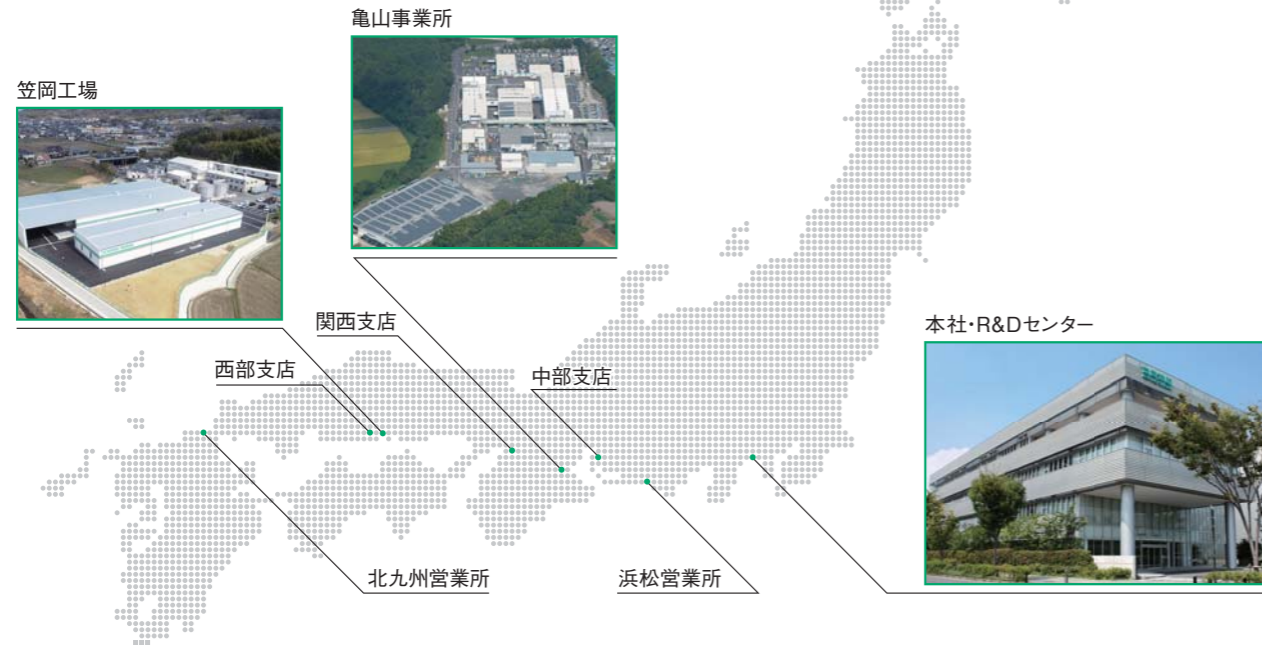 亀山事業所
笠岡工場
関西支店
西部支店
中部支店
本社・R&Dセンター
北九州営業所
浜松営業所